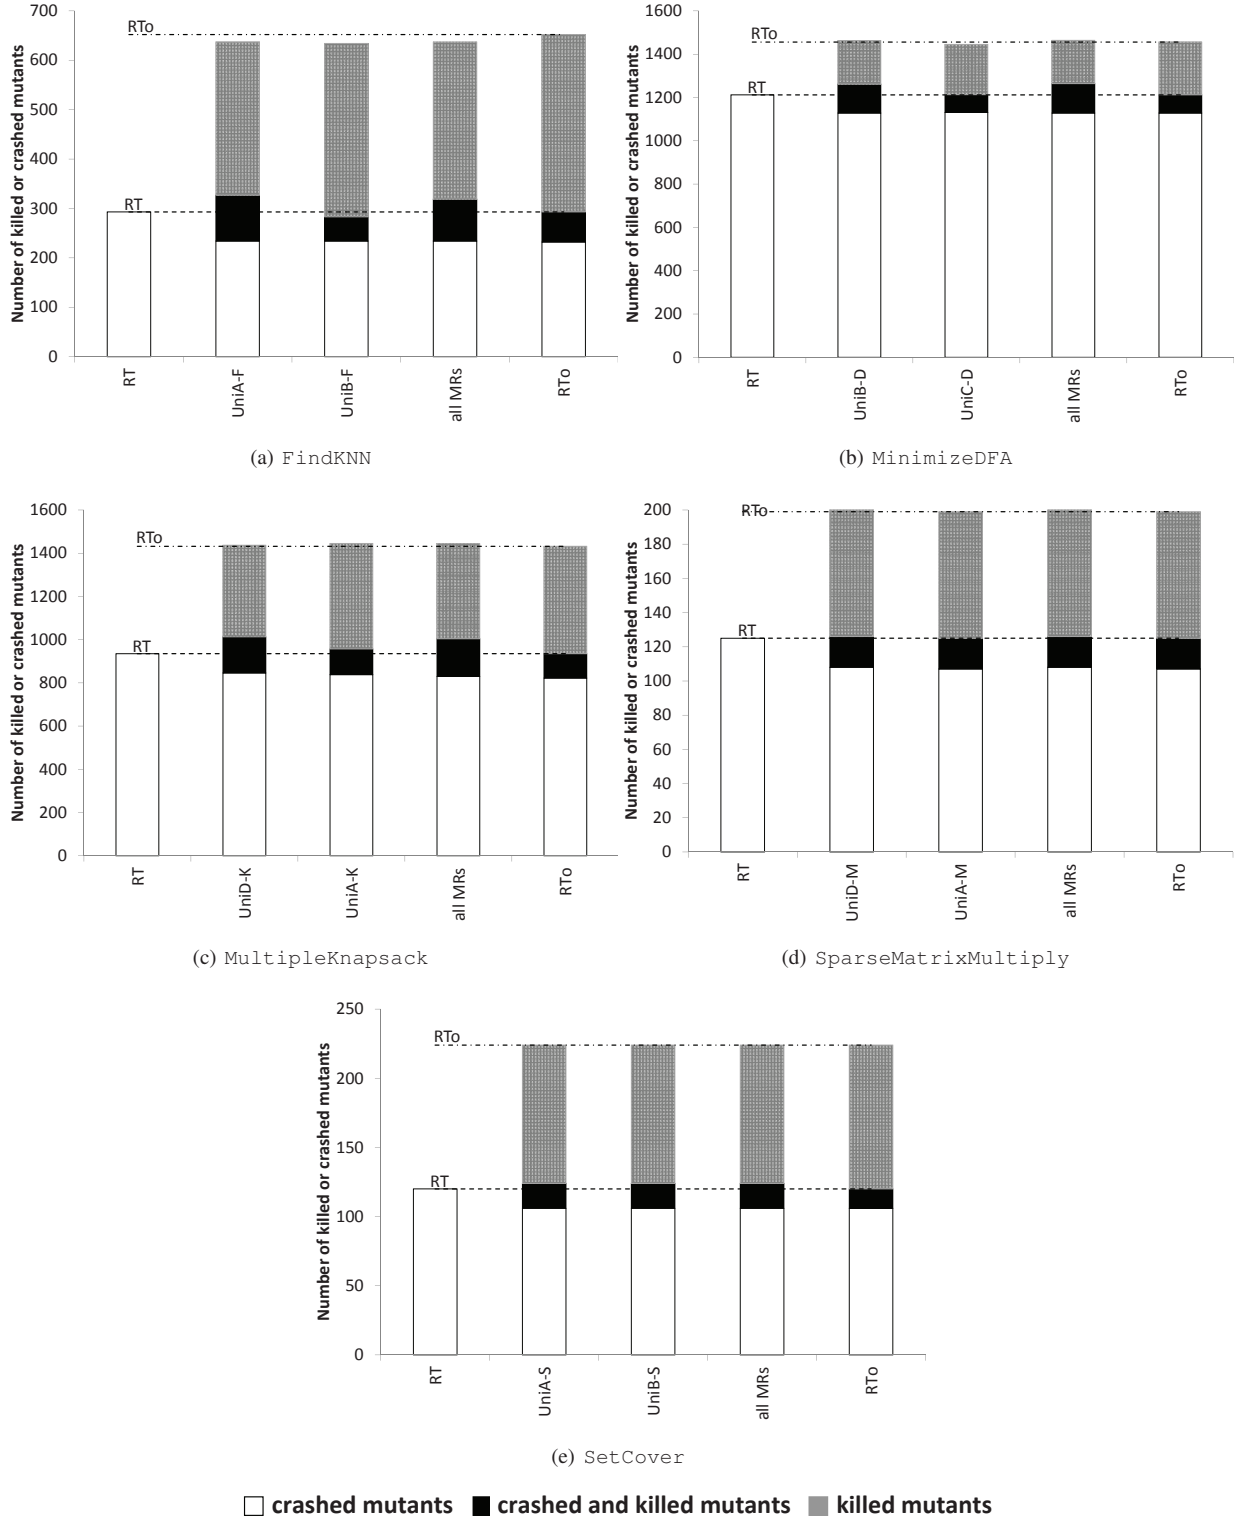 Number of killed or crashed mutants
700
600
500
400
300
200
100
0
RTo
RT
RT
UniA-F
UniB-F
all MRs
RTo
(a) FindKNN
Number of killed or crashed mutants
1600
1400
1200
1000
800
600
400
200
0
RTo
RT
RT
UniB-D
UniC-D
all MRs
RTo
(b) MinimizeDFA
Number of killed or crashed mutants
1600
1400
1200
1000
800
600
400
200
0
RTo
RT
RT
UniD-K
UniA-K
all MRs
RTo
(c) MultipleKnapsack
Number of killed or crashed mutants
200
180
160
140
120
100
80
60
40
20
0
RTo
RT
RT
UniD-M
UniA-M
all MRs
RTo
(d) SparseMatrixMultiply
Number of killed or crashed mutants
250
200
150
100
50
0
RTo
RT
RT
UniA-S
UniB-S
all MRs
RTo
(e) SetCover
crashed mutants crashed and killed mutants killed mutants